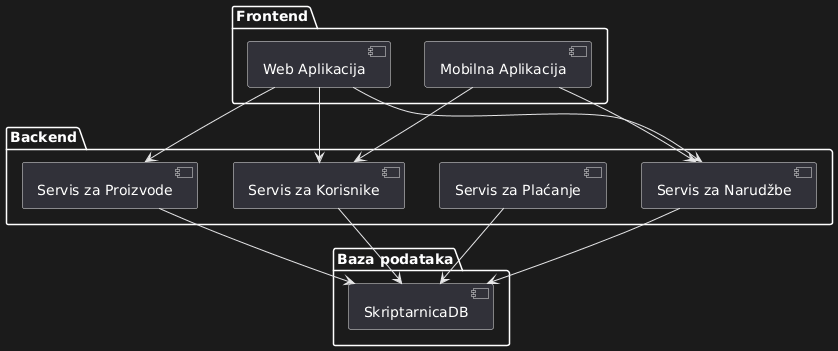 Frontend
Web Aplikacija
Mobilna Aplikacija
Backend
Servis za Proizvode
Servis za Korisnike
Servis za Plaćanje
Servis za Narudžbe
Baza podataka
SkriptarnicaDB